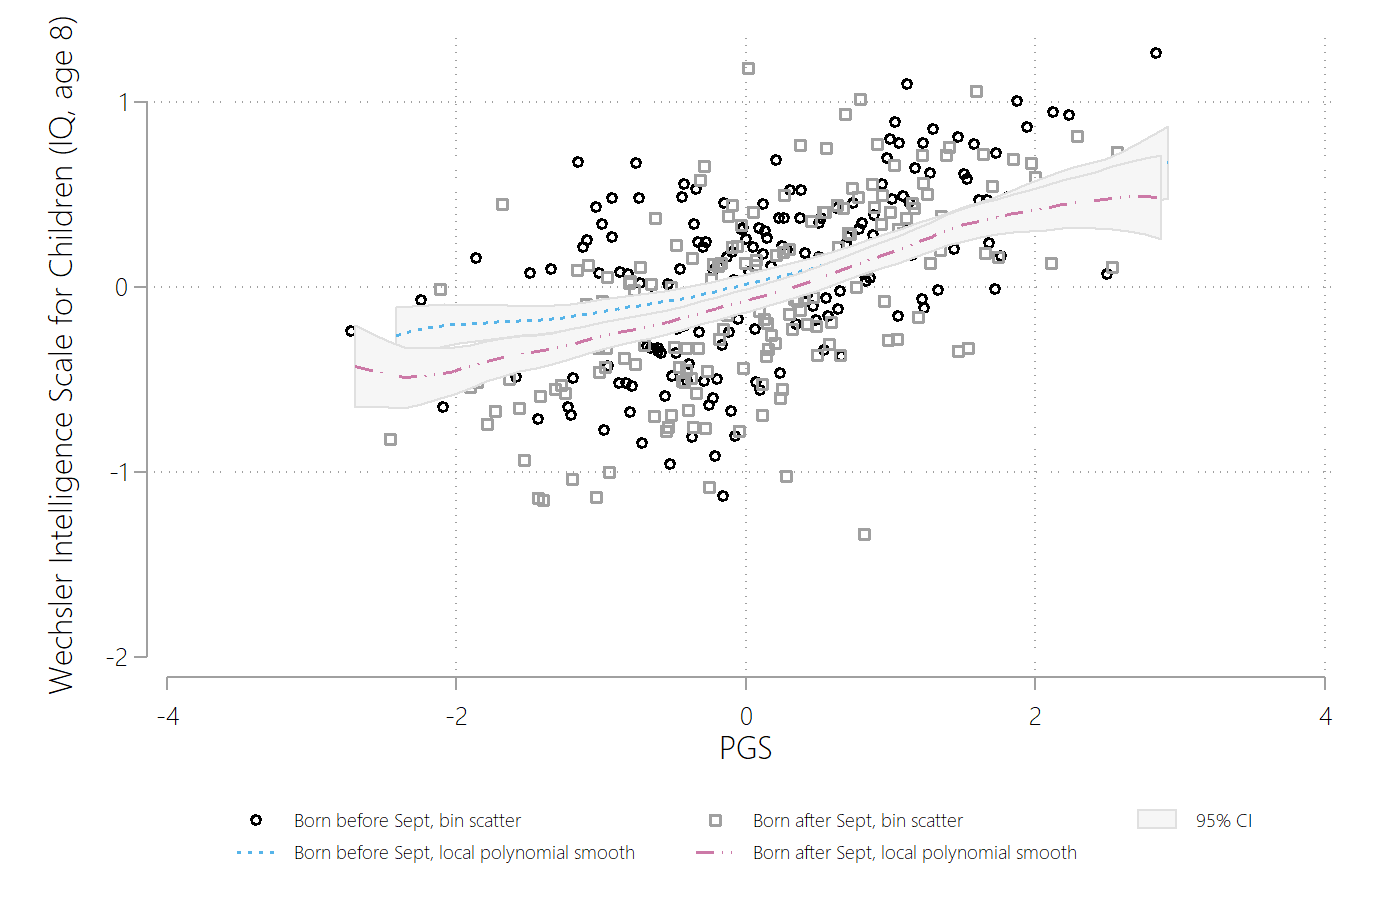 Wechsler Intelligence Scale for Children (IQ, age 8)
1
0
-1
-2
-4
-2
0
2
4
PGS
Born before Sept, bin scatter
Born after Sept, bin scatter
95% CI
Born before Sept, local polynomial smooth
Born after Sept, local polynomial smooth